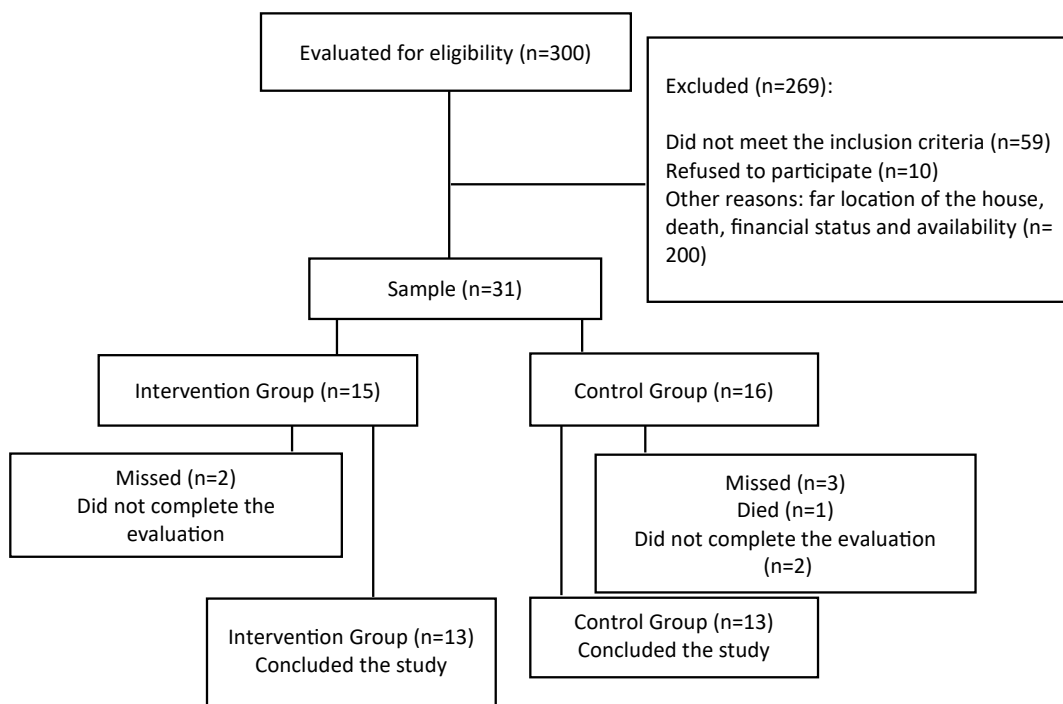 Evaluated for eligibility (n=300)
Excluded (n=269):
Did not meet the inclusion criteria (n=59)
Refused to participate (n=10)
Other reasons: far location of the house,
death, financial status and availability (n=
200)
Sample (n=31)
Intervention Group (n=15)
Control Group (n=16)
Missed (n=2)
Did not complete the
evaluation
Missed (n=3)
Died (n=1)
Did not complete the evaluation
(n=2)
Intervention Group (n=13)
Concluded the study
Control Group (n=13)
Concluded the study